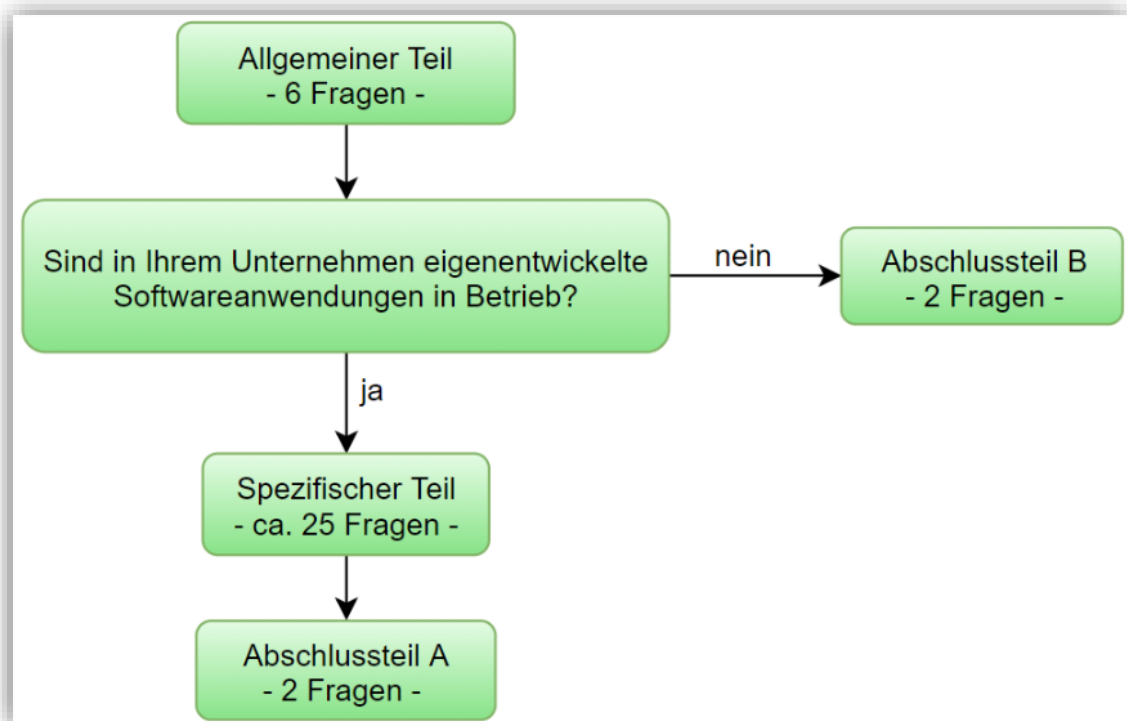 Allgemeiner Teil
- 6 Fragen -
Sind in Ihrem Unternehmen eigenentwickelte
Softwareanwendungen in Betrieb?
nein
Abschlussteil B
- 2 Fragen -
ja
Spezifischer Teil
- ca. 25 Fragen -
Abschlussteil A
- 2 Fragen -